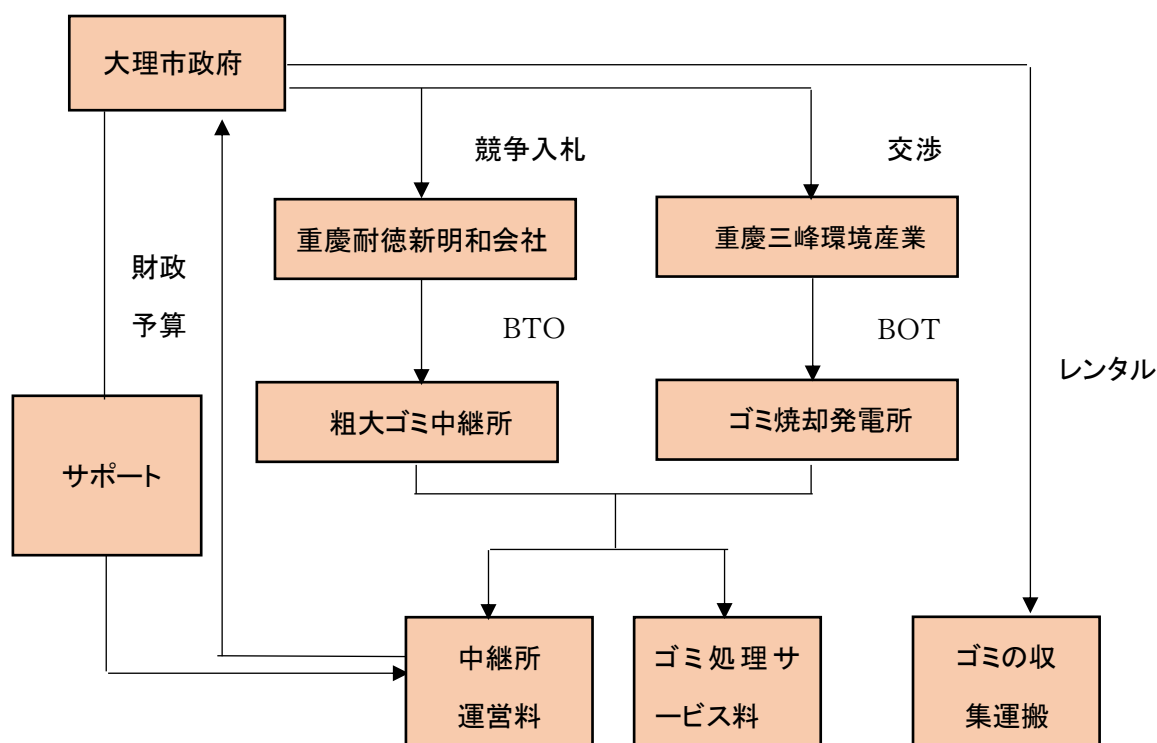 大理市政府
競争入札
交渉
重慶耐徳新明和会社
重慶三峰環境産業
財政
予算
BTO
BOT
レンタル
粗大ゴミ中継所
ゴミ焼却発電所
サポート
中継所
運営料
ゴミ処理サ
ービス料
ゴミの収
集運搬